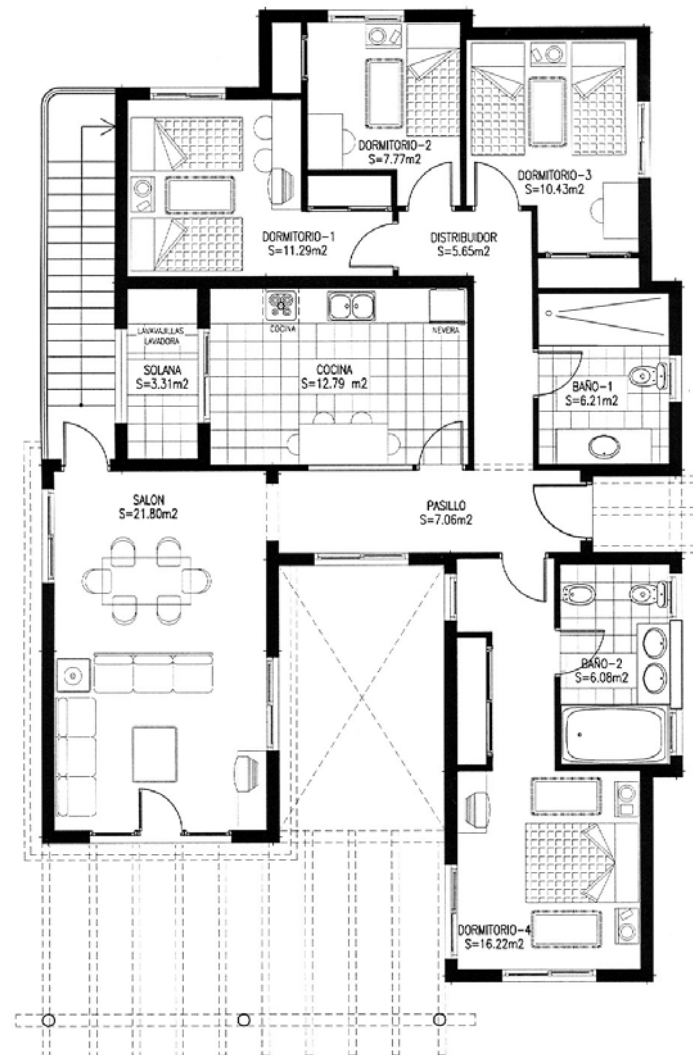 DORMITORIO-2
S=7.77m2
DORMITORIO-3
S=10.43m2
DORMITORIO-1
S=11.29m2
DISTRIBUIDOR
S=5.65m2
LAVAVAJILLAS
LAVADORA
SOLANA
S=3.31m2
COCINA
NEVERA
COCINA
S=12.79 m2
BAÑO-1
S=6.21m2
SALON
S=21.80m2
PASILLO
S=7.06m2
BAÑO-2
S=6.08m2
DORMITORIO-4
S=16.22m2